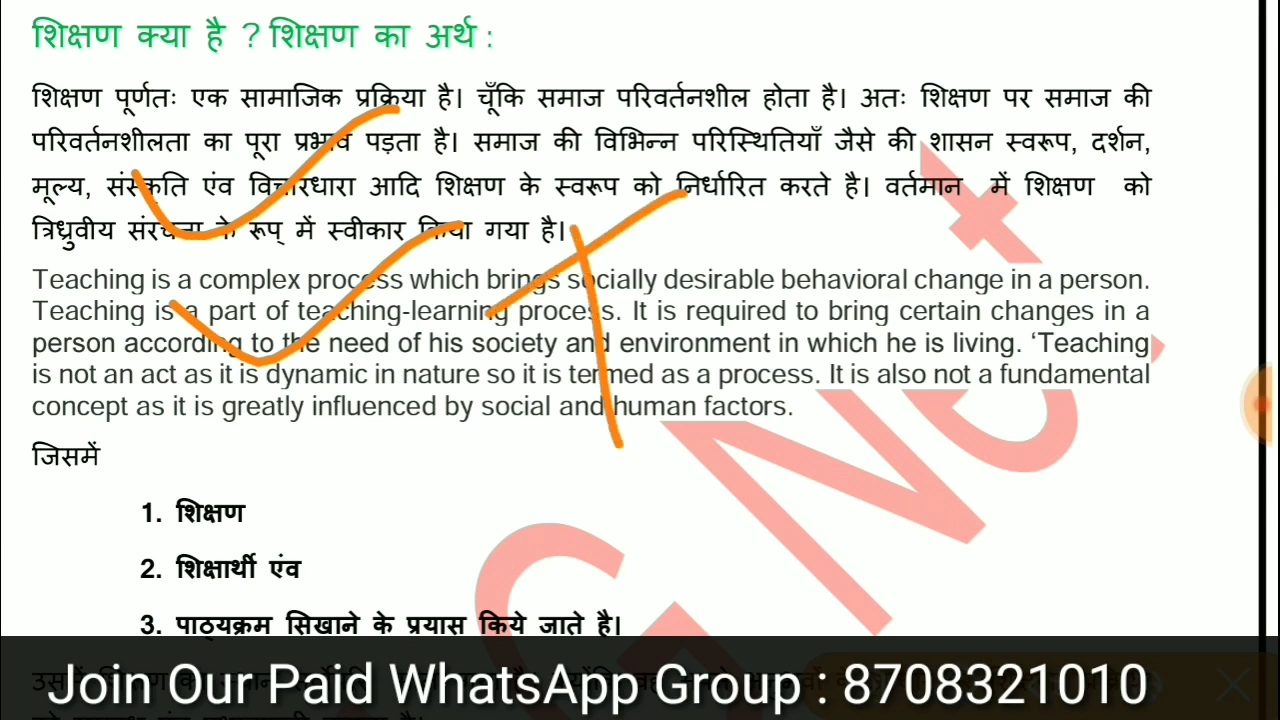 शिक्षण क्या है ? शिक्षण का अर्थ :
शिक्षण पूर्णतः एक सामाजिक प्रक्रिया है। चूँकि समाज परिवर्तनशील होता है। अतः शिक्षण पर समाज की
परिवर्तनशीलता का पूरा प्रभाव पड़ता है। समाज की विभिन्न परिस्थितियाँ जैसे की शासन स्वरूप, दर्शन,
मूल्य, संस्कृति एंव विचारधारा आदि शिक्षण के स्वरूप को निर्धारित करते है। वर्तमान में शिक्षण को
त्रिध्रुवीय संरचना के रूप् में स्वीकार किया गया है।
Teaching is a complex process which brings socially desirable behavioral change in a person.
Teaching is a part of teaching-learning process. It is required to bring certain changes in a
person according to the need of his society and environment in which he is living. ‘Teaching
is not an act as it is dynamic in nature so it is termed as a process. It is also not a fundamental
concept as it is greatly influenced by social and human factors.
जिसमें
1. शिक्षण
2. शिक्षार्थी एंव
3. पाठ्यक्रम सिखाने के प्रयास किये जाते है।
Join Our Paid WhatsApp Group : 8708321010